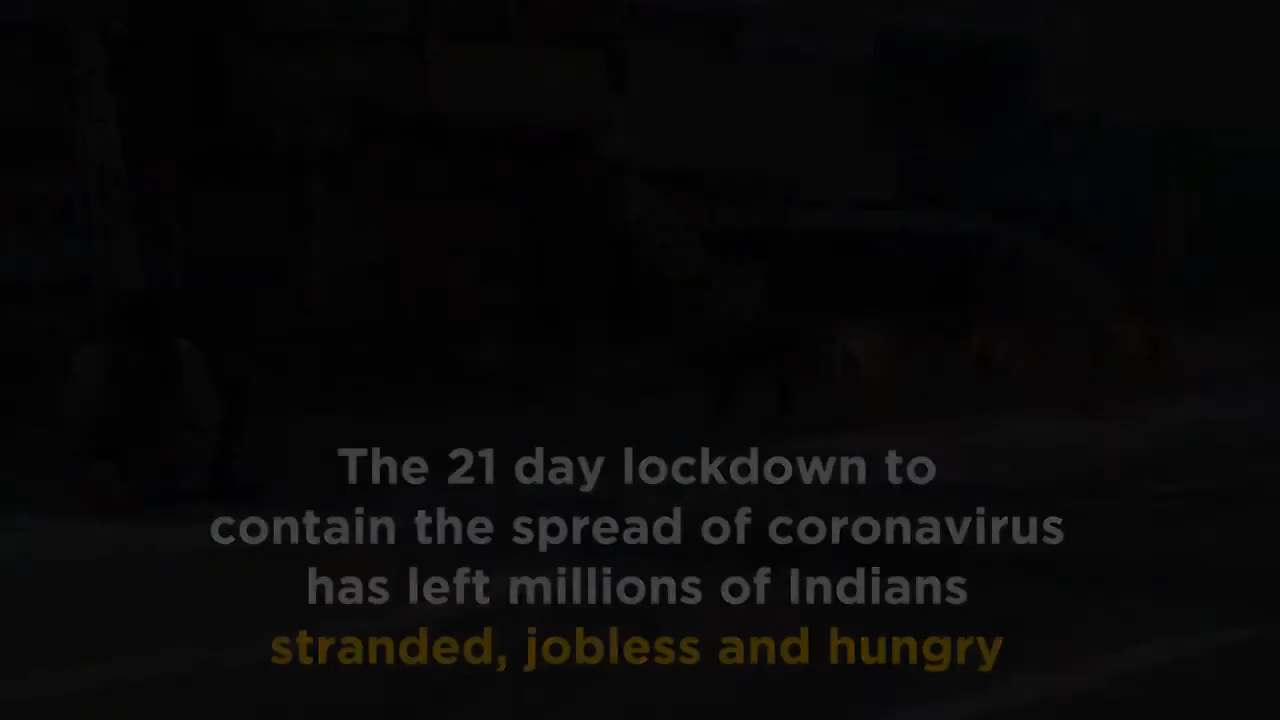 The 21 day lockdown to
contain the spread of coronavirus
has left millions of Indians
stranded, jobless and hungry